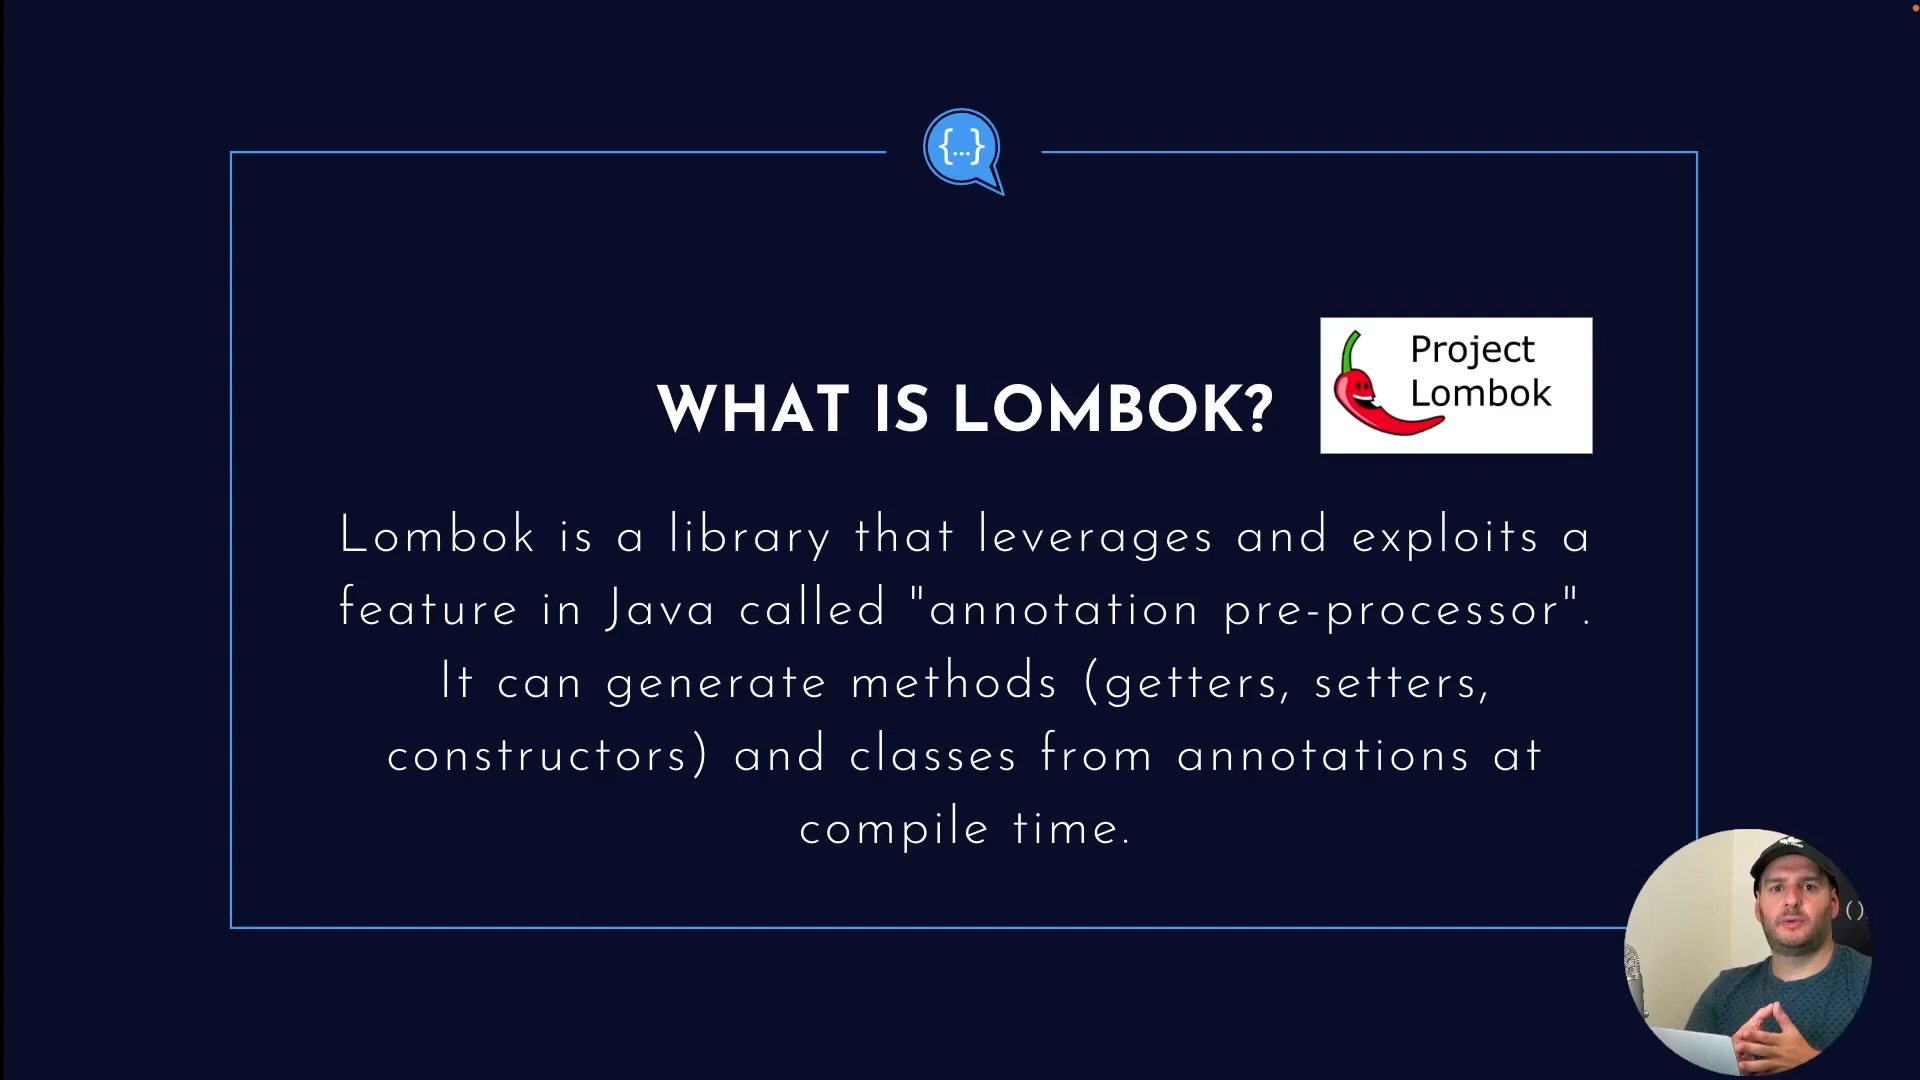 {...}
WHAT IS LOMBOK?
Project
Lombok
Lombok is a library that leverages and exploits a
feature in Java called "annotation pre-processor".
It can generate methods (getters, setters,
constructors) and classes from annotations at
compile time.
()